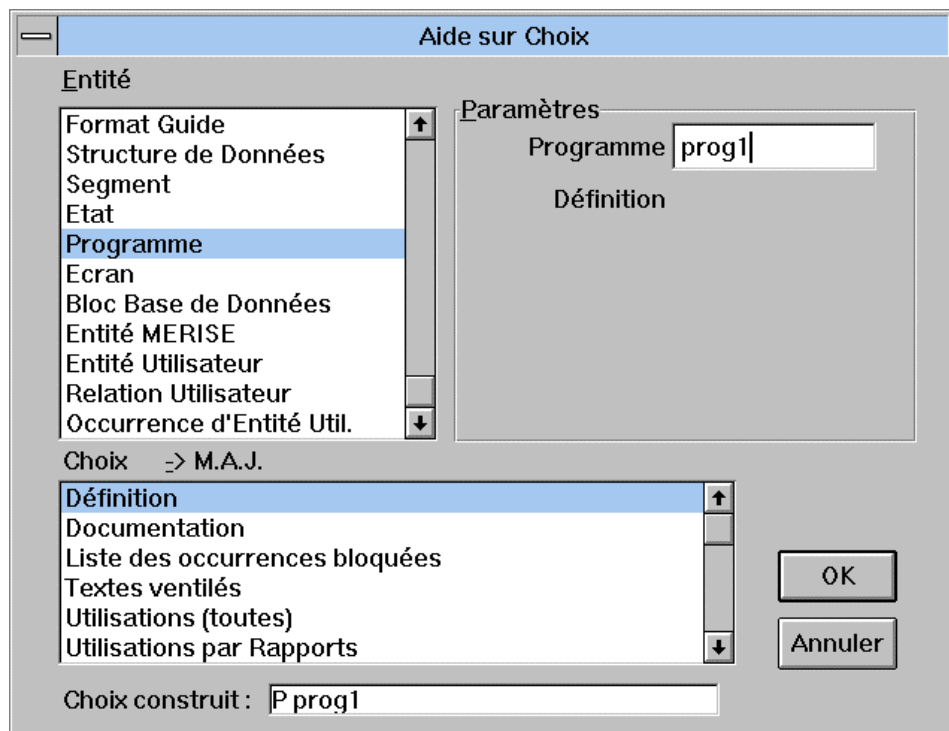 Aide sur Choix
Entité
Format Guide
Structure de Données
Segment
Etat
Programme
Ecran
Bloc Base de Données
Entité MERISE
Entité Utilisateur
Relation Utilisateur
Occurrence d'Entité Util.
Paramètres
Programme prog1
Définition
Choix -> M.A.J.
Définition
Documentation
Liste des occurrences bloquées
Textes ventilés
Utilisations (toutes)
Utilisations par Rapports
OK
Annuler
Choix construit : P prog1